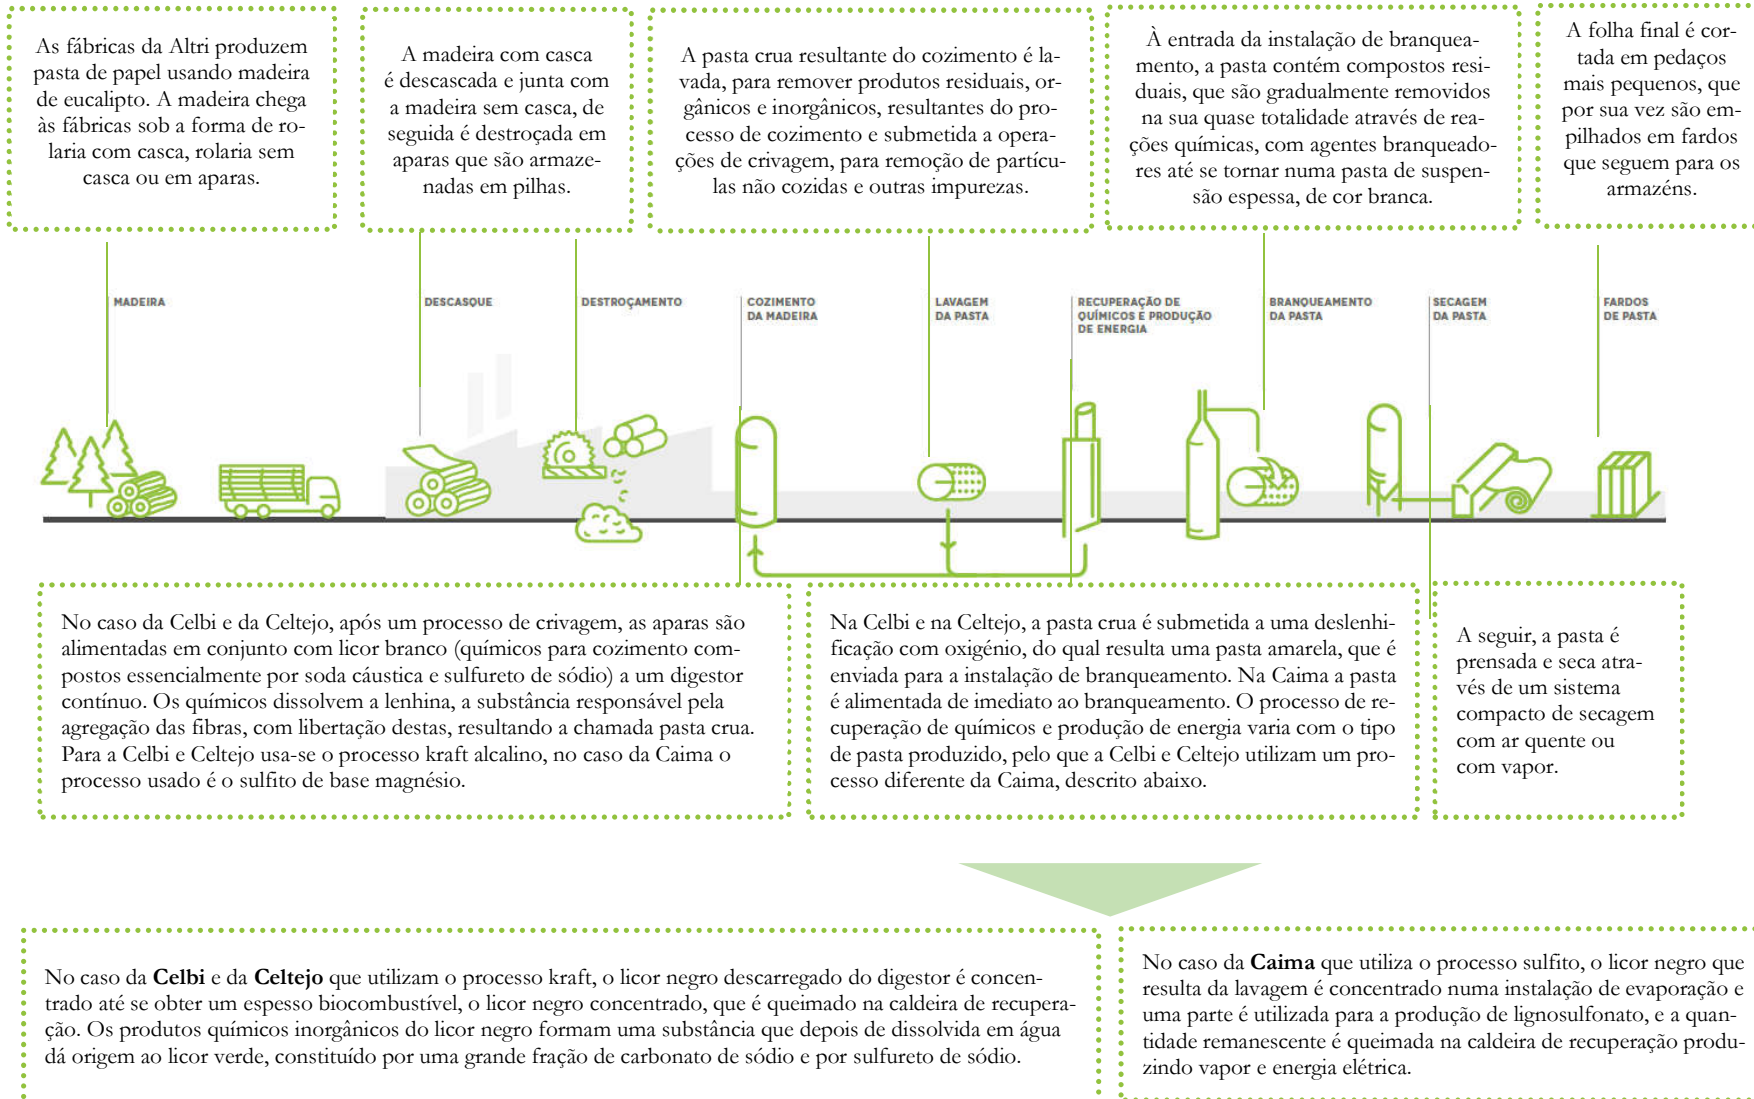 As fábricas da Altri produzem
pasta de papel usando madeira
de eucalipto. A madeira chega
às fábricas sob a forma de ro-
laria com casca, rolaria sem
casca ou em aparas.
A madeira com casca
é descascada e junta com
a madeira sem casca, de
seguida é destroçada em
aparas que são armaze-
nadas em pilhas.
A pasta crua resultante do cozimento é la-
vada, para remover produtos residuais, or-
gânicos e inorgânicos, resultantes do pro-
cesso de cozimento e submetida a opera-
ções de crivagem, para remoção de partícu-
las não cozidas e outras impurezas.
À entrada da instalação de branquea-
mento, a pasta contém compostos resi-
duais, que são gradualmente removidos
na sua quase totalidade através de rea-
ções químicas, com agentes branqueado-
res até se tornar numa pasta de suspen-
são espessa, de cor branca.
A folha final é cor-
tada em pedaços
mais pequenos, que
por sua vez são em-
pilhados em fardos
que seguem para os
armazéns.
MADEIRA
DESCASQUE
DESTROÇAMENTO
COZIMENTO
DA MADEIRA
LAVAGEM
DA PASTA
RECUPERAÇÃO DE
QUÍMICOS E PRODUÇÃO
DE ENERGIA
BRANQUEAMENTO
DA PASTA
SECAGEM
DA PASTA
FARDOS
DE PASTA
No caso da Celbi e da Celtejo, após um processo de crivagem, as aparas são
alimentadas em conjunto com licor branco (químicos para cozimento com-
postos essencialmente por soda cáustica e sulfureto de sódio) a um digestor
contínuo. Os químicos dissolvem a lenhina, a substância responsável pela
agregação das fibras, com libertação destas, resultando a chamada pasta crua.
Para a Celbi e Celtejo usa-se o processo kraft alcalino, no caso da Caima o
processo usado é o sulfito de base magnésio.
Na Celbi e na Celtejo, a pasta crua é submetida a uma deslenhi-
ficação com oxigénio, do qual resulta uma pasta amarela, que é
enviada para a instalação de branqueamento. Na Caima a pasta
é alimentada de imediato ao branqueamento. O processo de re-
cuperação de químicos e produção de energia varia com o tipo
de pasta produzido, pelo que a Celbi e Celtejo utilizam um pro-
cesso diferente da Caima, descrito abaixo.
A seguir, a pasta é
prensada e seca atra-
vés de um sistema
compacto de secagem
com ar quente ou
com vapor.
No caso da Celbi e da Celtejo que utilizam o processo kraft, o licor negro descarregado do digestor é concen-
trado até se obter um espesso biocombustível, o licor negro concentrado, que é queimado na caldeira de recupera-
ção. Os produtos químicos inorgânicos do licor negro formam uma substância que depois de dissolvida em água
dá origem ao licor verde, constituído por uma grande fração de carbonato de sódio e por sulfureto de sódio.
No caso da Caima que utiliza o processo sulfito, o licor negro que
resulta da lavagem é concentrado numa instalação de evaporação e
uma parte é utilizada para a produção de lignosulfonato, e a quan-
tidade remanescente é queimada na caldeira de recuperação produ-
zindo vapor e energia elétrica.